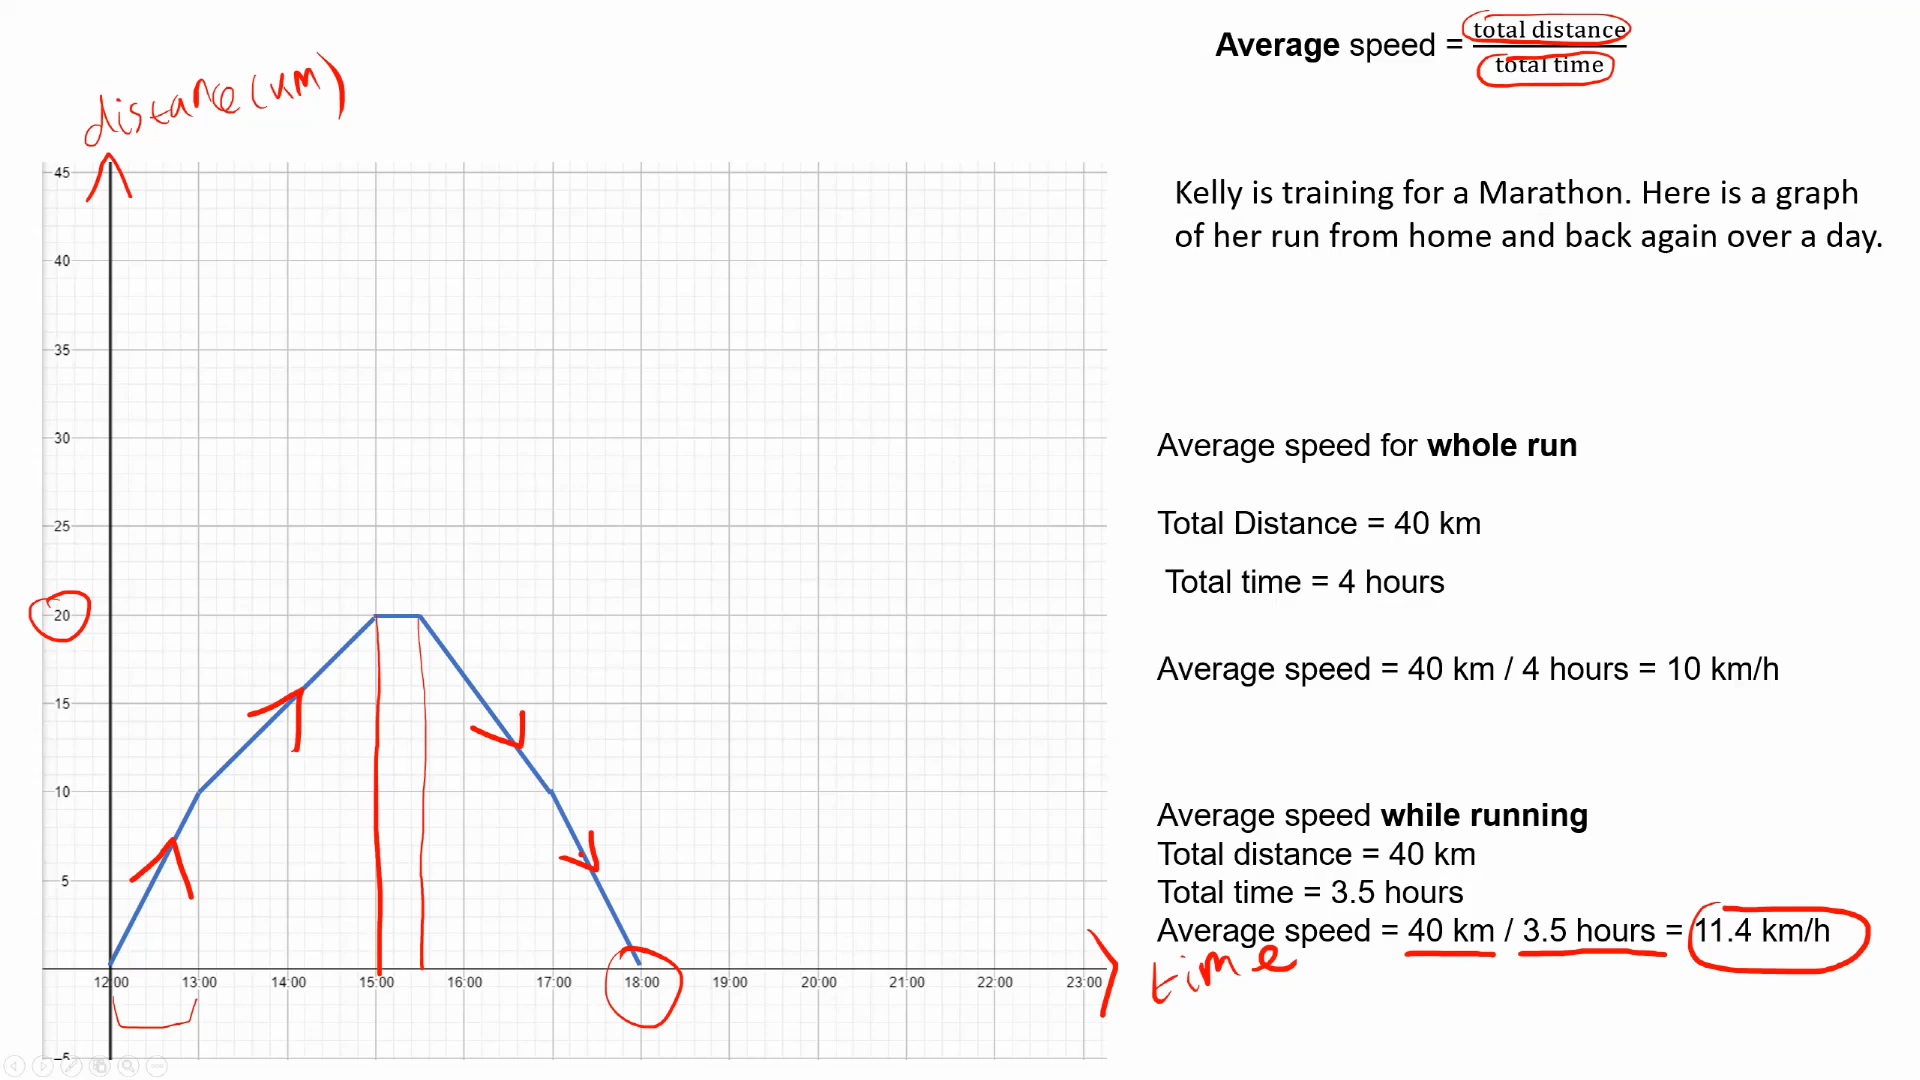 Average speed = total distance / total time
distance (km)
Kelly is training for a Marathon. Here is a graph
of her run from home and back again over a day.
45
40
35
30
25
20
15
10
5
-5
12:00 13:00 14:00 15:00 16:00 17:00 18:00 19:00 20:00 21:00 22:00 23:00
time
Average speed for whole run
Total Distance = 40 km
Total time = 4 hours
Average speed = 40 km / 4 hours = 10 km/h
Average speed while running
Total distance = 40 km
Total time = 3.5 hours
Average speed = 40 km / 3.5 hours = 11.4 km/h